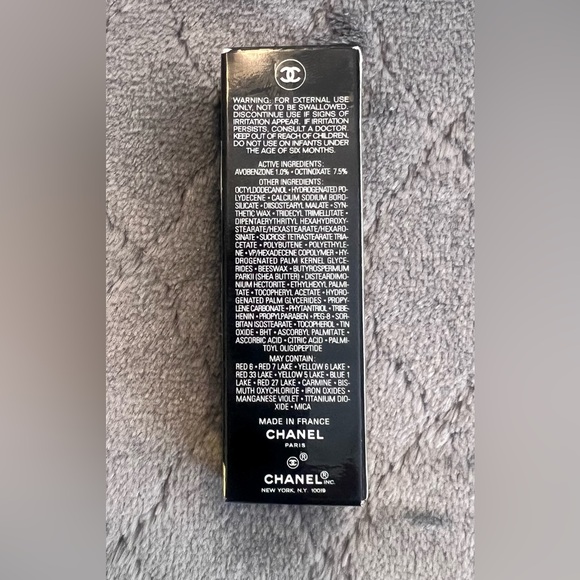 WARNING: FOR EXTERNAL USE
ONLY, NOT TO BE SWALLOWED.
DISCONTINUE USE IF SIGNS OF
IRRITATION APPEAR. IF IRRITATION
PERSISTS, CONSULT A DOCTOR.
KEEP OUT OF REACH OF CHILDREN.
DO NOT USE ON INFANTS UNDER
THE AGE OF SIX MONTHS.
ACTIVE INGREDIENTS:
AVOBENZONE 1.0% • OCTINOXATE 7.5%
OTHER INGREDIENTS:
OCTYLDODECANOL • HYDROGENATED PO-
LYDECENE • CALCIUM SODIUM BORO-
SILICATE • DIISOSTEARYL MALATE • SYN-
THETIC WAX • TRIDECYL TRIMELLITATE •
DIPENTAERYTHRITYL HEXAHYDROXY-
STEARATE/HEXASTEARATE/HEXARO-
SINATE • SUCROSE TETRASTEARATE TRIA-
CETATE • POLYBUTENE • POLYETHYLE-
NE • VP/HEXADECENE COPOLYMER • HY-
DROGENATED PALM KERNEL GLYCE-
RIDES • BEESWAX • BUTYROSPERMUM
PARKII (SHEA BUTTER) • DISTEARDIMO-
NIUM HECTORITE • ETHYLHEXYL PALMI-
TATE • TOCOPHERYL ACETATE • HYDRO-
GENATED PALM GLYCERIDES • PROPY-
LENE CARBONATE • PHYTANTRIOL • TRIBE-
HENIN • PROPYLPARABEN • PEG-8 • SOR-
BITAN ISOSTEARATE • TOCOPHEROL • TIN
OXIDE • BHT • ASCORBYL PALMITATE •
ASCORBIC ACID • CITRIC ACID • PALMI-
TOYL OLIGOPEPTIDE
MAY CONTAIN:
RED 6 • RED 7 LAKE • YELLOW 6 LAKE •
RED 33 LAKE • YELLOW 5 LAKE • BLUE 1
LAKE • RED 27 LAKE • CARMINE • BIS-
MUTH OXYCHLORIDE • IRON OXIDES •
MANGANESE VIOLET • TITANIUM DIO-
XIDE • MICA
MADE IN FRANCE
CHANEL
PARIS
®
CHANEL® INC.
NEW YORK, N.Y. 10019